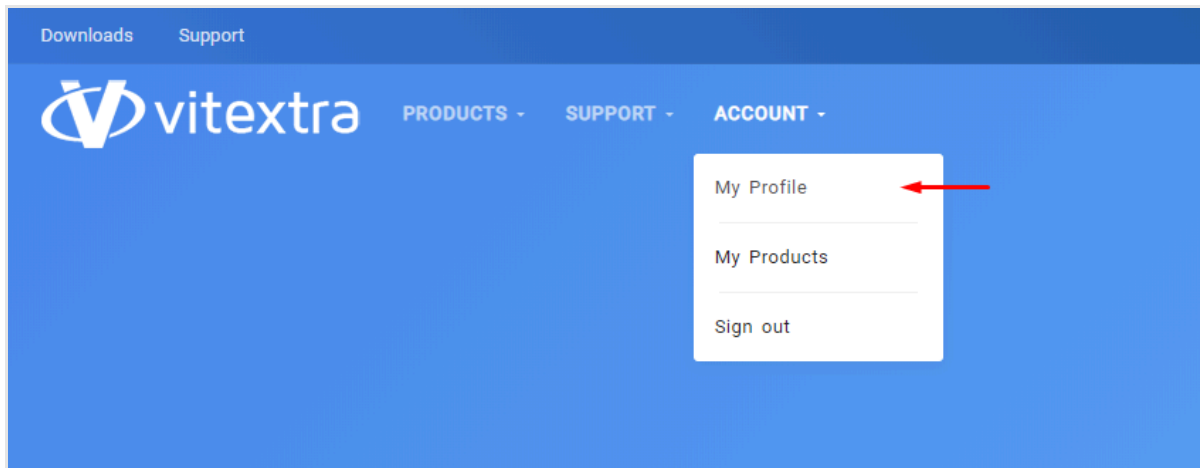 Downloads Support
vitextra PRODUCTS SUPPORT ACCOUNT
My Profile
My Products
Sign out